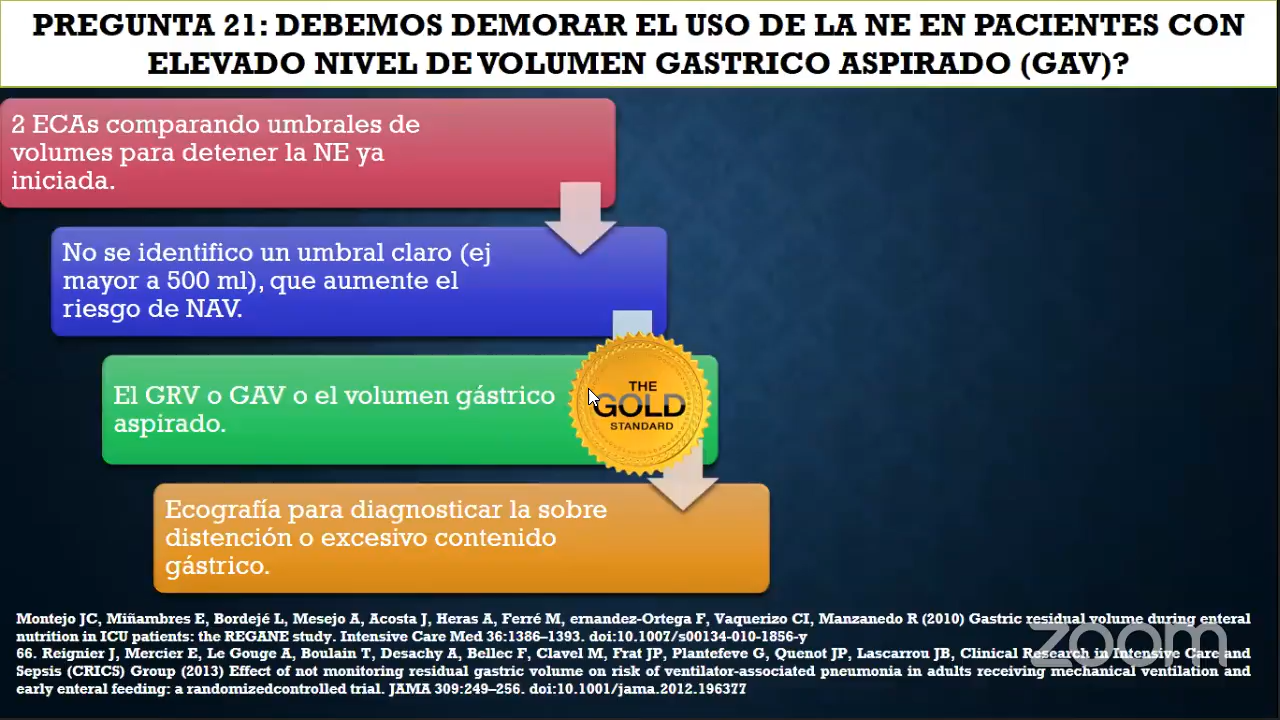 PREGUNTA 21: DEBEMOS DEMORAR EL USO DE LA NE EN PACIENTES CON
ELEVADO NIVEL DE VOLUMEN GASTRICO ASPIRADO (GAV)?
2 ECAs comparando umbrales de
volumes para detener la NE ya
iniciada.
No se identifico un umbral claro (ej
mayor a 500 ml), que aumente el
riesgo de NAV.
El GRV o GAV o el volumen gástrico
aspirado.
THE
GOLD
STANDARD
Ecografía para diagnosticar la sobre
distención o excesivo contenido
gástrico.
Montejo JC, Miñambres E, Bordejé L, Mesejo A, Acosta J, Heras A, Ferré M, ernandez-Ortega F, Vaquerizo CI, Manzanedo R (2010) Gastric residual volume during enteral
nutrition in ICU patients: the REGANE study. Intensive Care Med 36:1386–1393. doi:10.1007/s00134-010-1856-y
66. Reignier J, Mercier E, Le Gouge A, Boulain T, Desachy A, Bellec F, Clavel M, Frat JP, Plantefeve G, Quenot JP, Lascarrou JB, Clinical Research in Intensive Care and
Sepsis (CRICS) Group (2013) Effect of not monitoring residual gastric volume on risk of ventilator-associated pneumonia in adults receiving mechanical ventilation and
early enteral feeding: a randomizedcontrolled trial. JAMA 309:249–256. doi:10.1001/jama.2012.196377
zoom